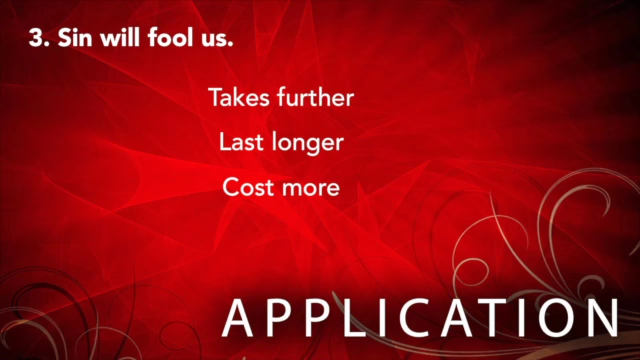 3. Sin will fool us.
Takes further
Last longer
Cost more
APPLICATION